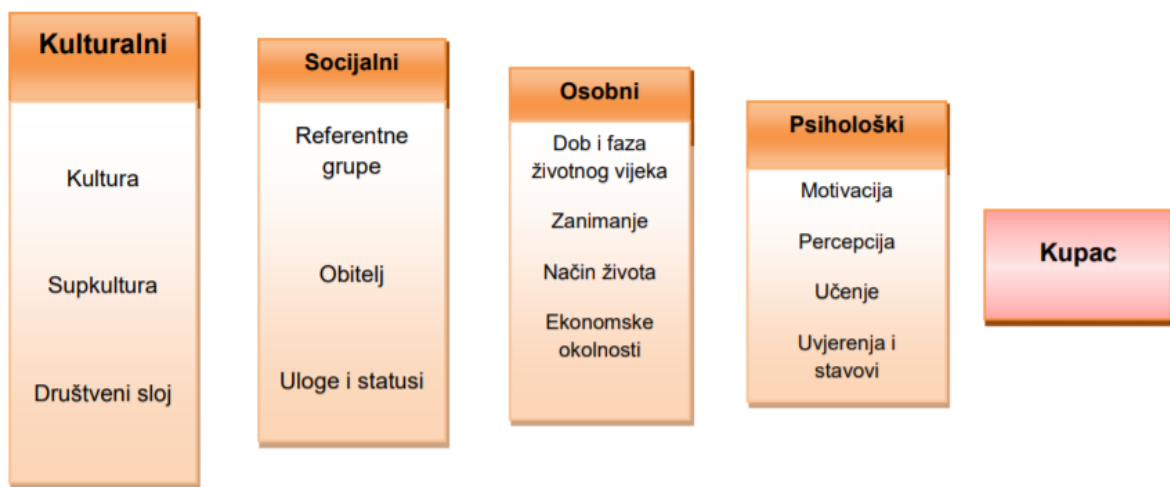 Kulturalni
Kultura
Supkultura
Društveni sloj
Socijalni
Referentne
grupe
Obitelj
Uloge i statusi
Osobni
Dob i faza
životnog vijeka
Zanimanje
Način života
Ekonomske
okolnosti
Psihološki
Motivacija
Percepcija
Učenje
Uvjerenja i
stavovi
Kupac